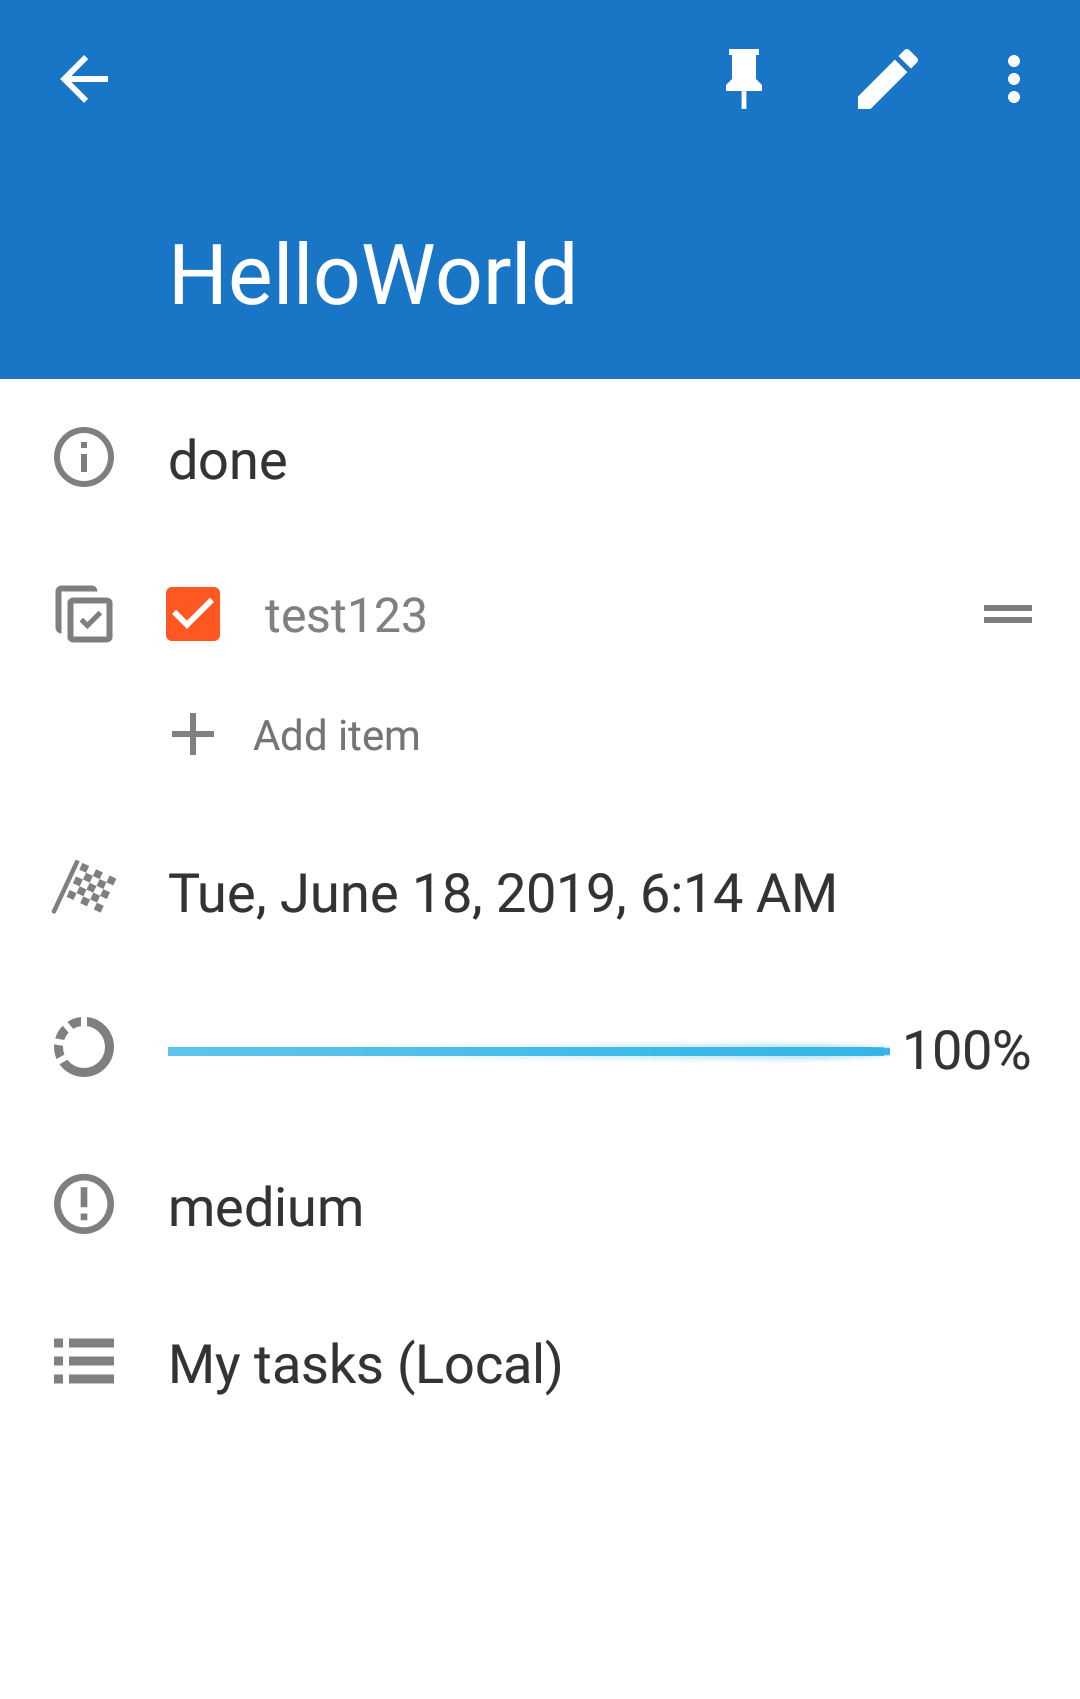 HelloWorld
done
test123
Add item
Tue, June 18, 2019, 6:14 AM
100%
medium
My tasks (Local)